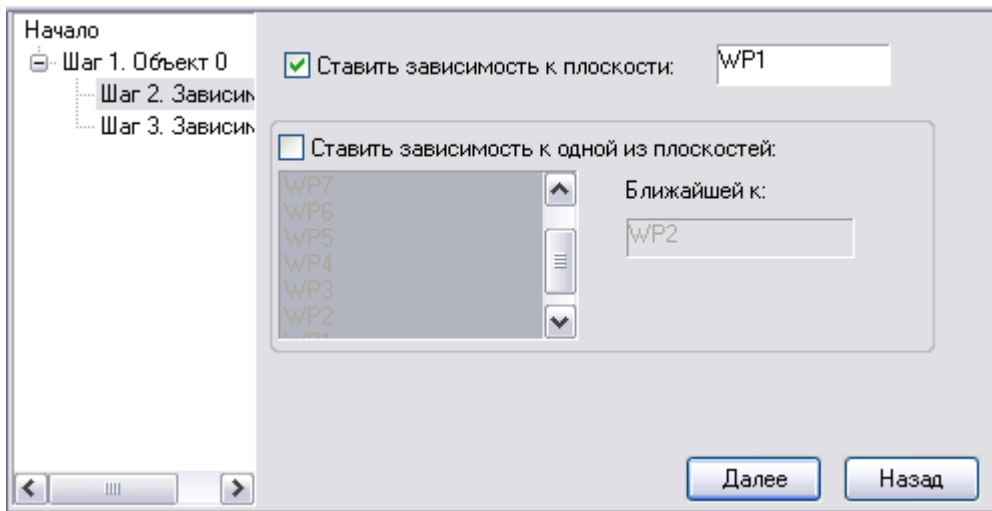 Начало
Шаг 1. Объект 0
Шаг 2. Зависим
Шаг 3. Зависим
Ставить зависимость к плоскости: WP1
Ставить зависимость к одной из плоскостей:
WP7
WP6
WP5
WP4
WP3
WP2
WP1
Ближайшей к:
WP2
Далее Назад